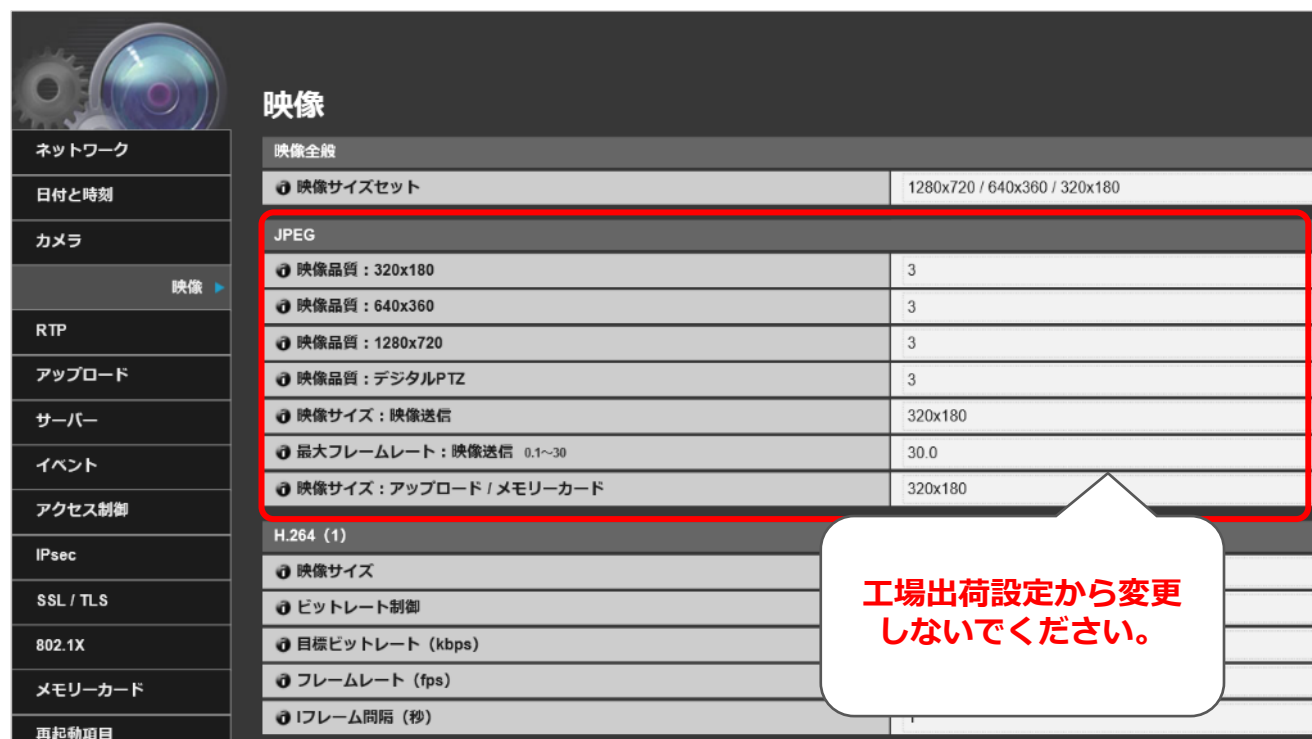 映像
ネットワーク
日付と時刻
カメラ
映像
RTP
アップロード
サーバー
イベント
アクセス制御
IPsec
SSL / TLS
802.1X
メモリーカード
再起動項目
映像全般
映像サイズセット 1280x720 / 640x360 / 320x180
JPEG
映像品質：320x180 3
映像品質：640x360 3
映像品質：1280x720 3
映像品質：デジタルPTZ 3
映像サイズ：映像送信 320x180
最大フレームレート：映像送信 0.1～30 30.0
映像サイズ：アップロード / メモリーカード 320x180
H.264（1）
映像サイズ
ビットレート制御
目標ビットレート（kbps）
フレームレート（fps）
Iフレーム間隔（秒）
工場出荷設定から変更
しないでください。